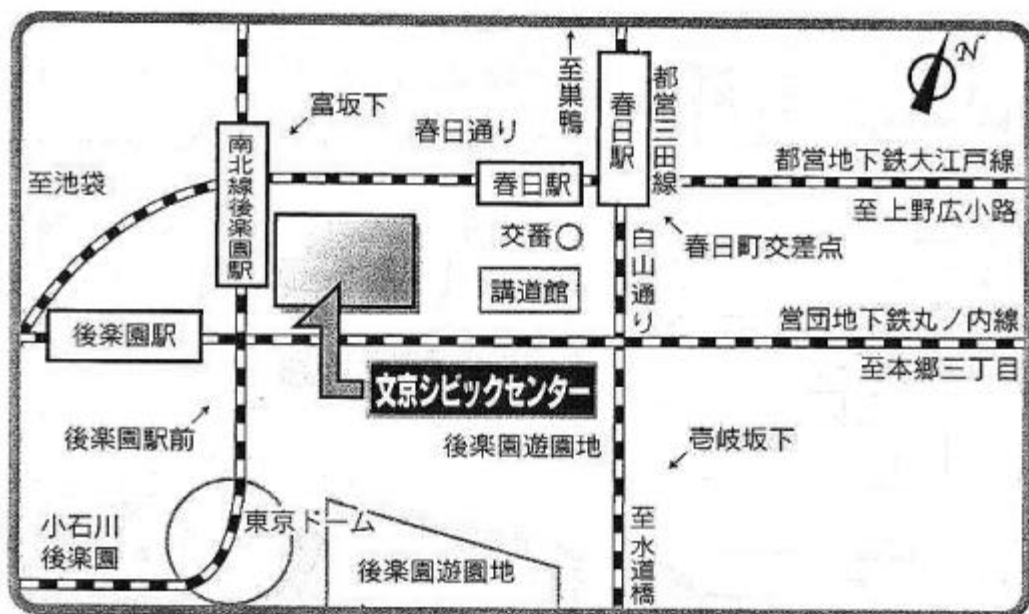 至巣鴨
N
富坂下
春日通り
春日駅
都営三田線
南北線後楽園駅
至池袋
春日駅
都営地下鉄大江戸線
至上野広小路
交番
白山通り
春日町交差点
講道館
後楽園駅
営団地下鉄丸ノ内線
至本郷三丁目
文京シビックセンター
後楽園駅前
後楽園遊園地
壱岐坂下
小石川
後楽園
東京ドーム
後楽園遊園地
至水道橋